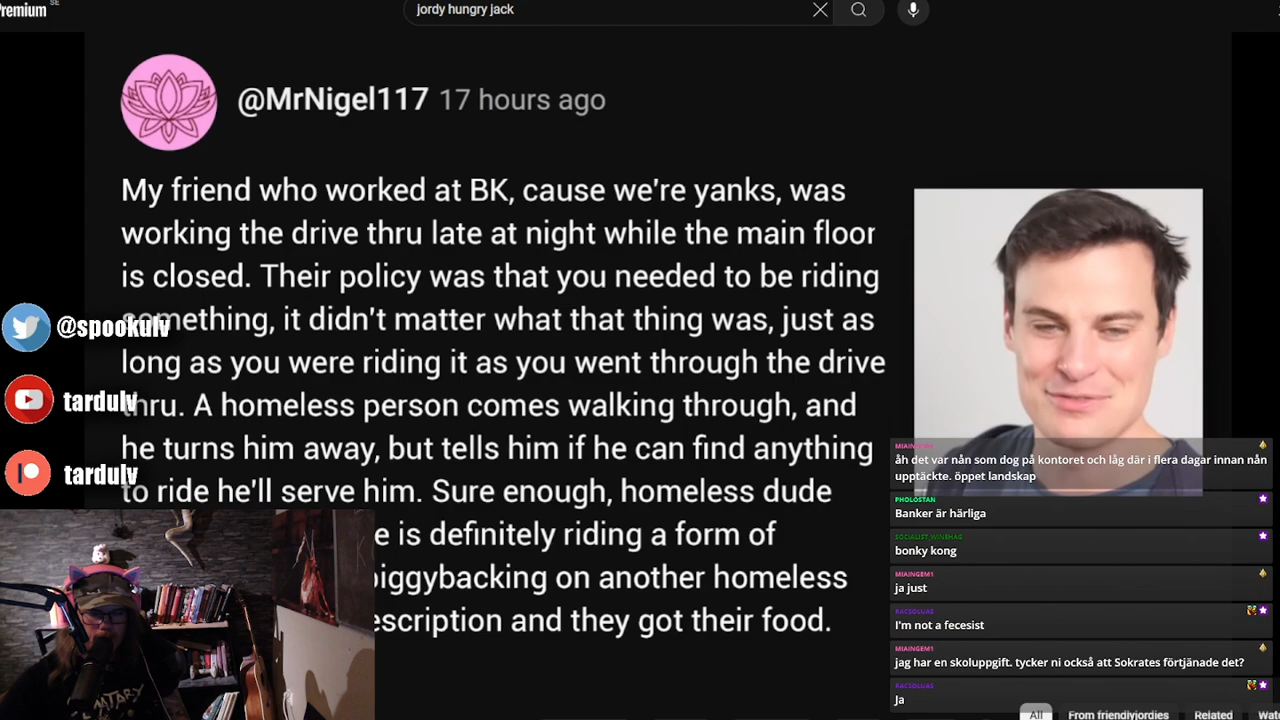 Premium SE
jordy hungry jack
@MrNigel117 17 hours ago
My friend who worked at BK, cause we're yanks, was
working the drive thru late at night while the main floor
is closed. Their policy was that you needed to be riding
something, it didn't matter what that thing was, just as
long as you were riding it as you went through the drive
thru. A homeless person comes walking through, and
he turns him away, but tells him if he can find anything
to ride he'll serve him. Sure enough, homeless dude
is definitely riding a form of
piggybacking on another homeless
and they got their food.
@spookulv
tardulv
tardulv
MIAINGEM1
åh det var nån som dog på kontoret och låg där i flera dagar innan nån
upptäckte. öppet landskap
PHOLOSTAN
Banker är härliga
SOCIALIST_WINEHAG
bonky kong
MIAINGEM1
ja just
RACSOLUAS
I'm not a fecesist
MIAINGEM1
jag har en skoluppgift. tycker ni också att Sokrates förtjänade det?
RACSOLUAS
Ja
All From friendlyjordies Related